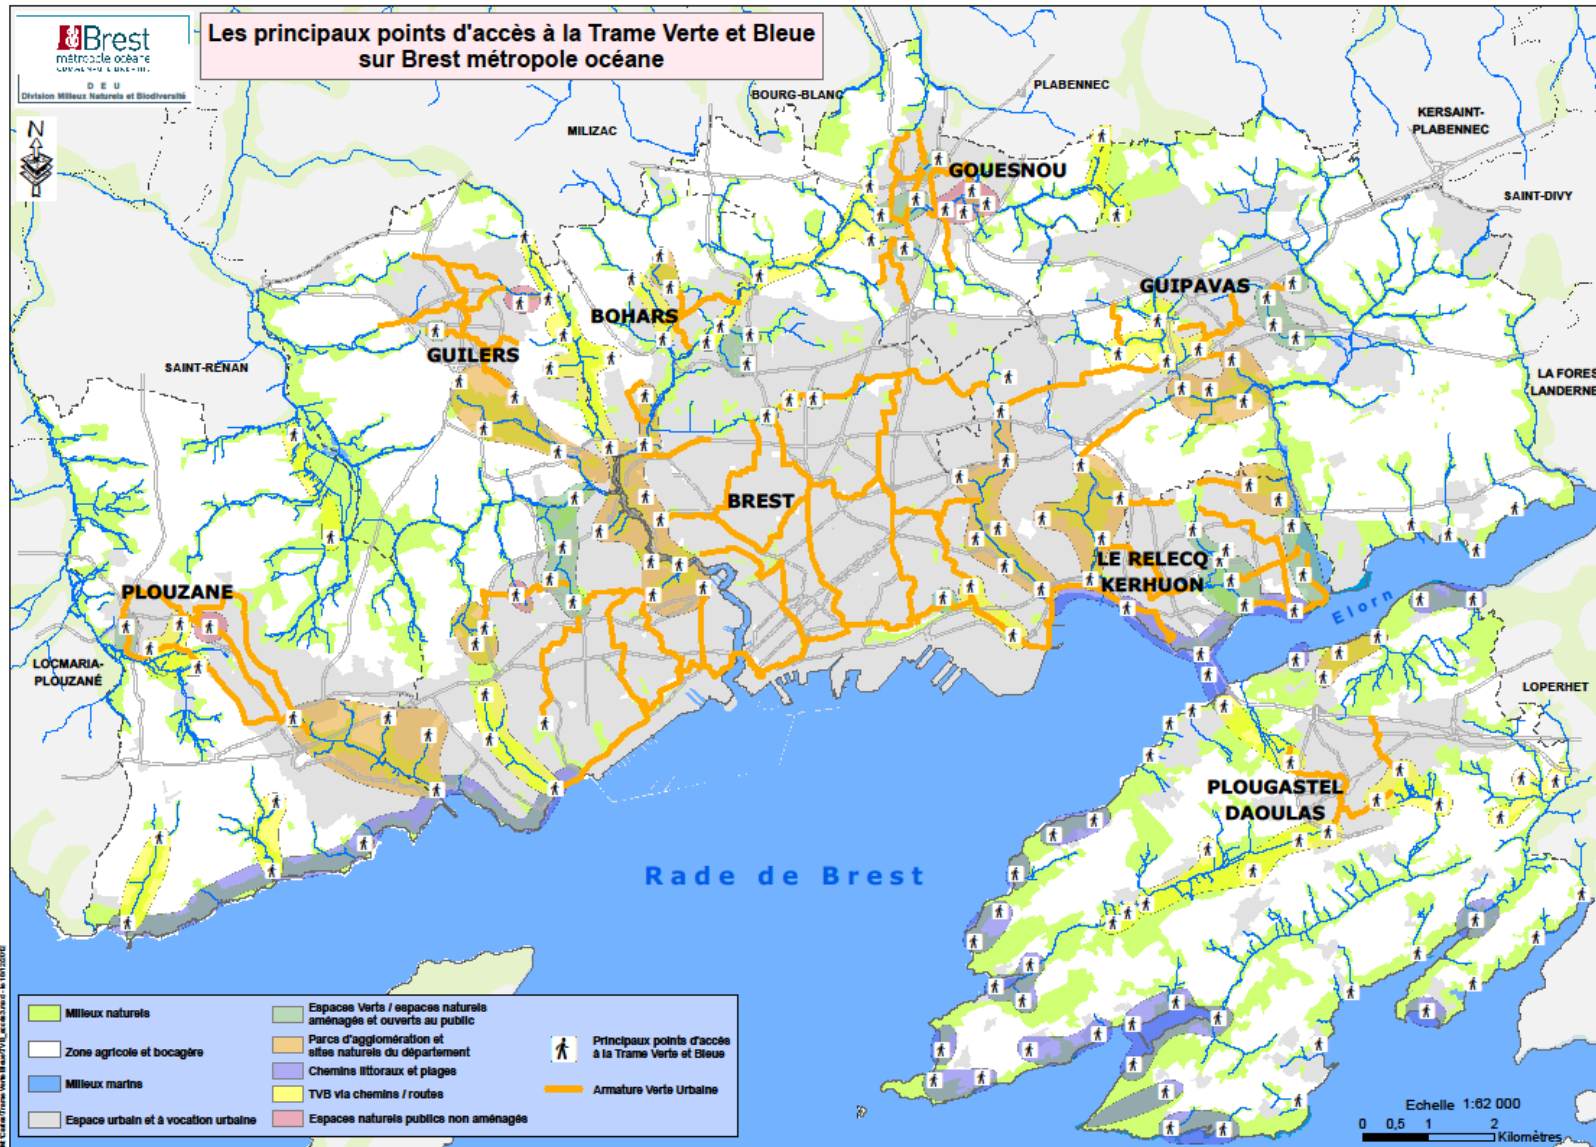 Brest
métropole océane
D E U
Division Milieux Naturels et Biodiversité
Les principaux points d'accès à la Trame Verte et Bleue
sur Brest métropole océane
N
BOURG-BLANC
PLABENNEC
MILIZAC
KERSAINT-
PLABENNEC
GOUESNOU
SAINT-DIVY
GUIPAVAS
BOHARS
GUILERS
SAINT-RENAN
LA FORES
LANDERNE
BREST
LE RELECQ
KERHUON
PLOUZANE
Elorn
LOCMARIA-
PLOUZANÉ
LOPERHET
PLOUGASTEL
DAOULAS
Rade de Brest
Milieux naturels
Zone agricole et bocagère
Milieux marins
Espace urbain et à vocation urbaine
Espaces Verts / espaces naturels
aménagés et ouverts au public
Parcs d'agglomération et
sites naturels du département
Chemins littoraux et plages
TVB via chemins / routes
Espaces naturels publics non aménagés
Principaux points d'accès
à la Trame Verte et Bleue
Armature Verte Urbaine
Echelle 1:62 000
0 0,5 1 2
Kilomètres